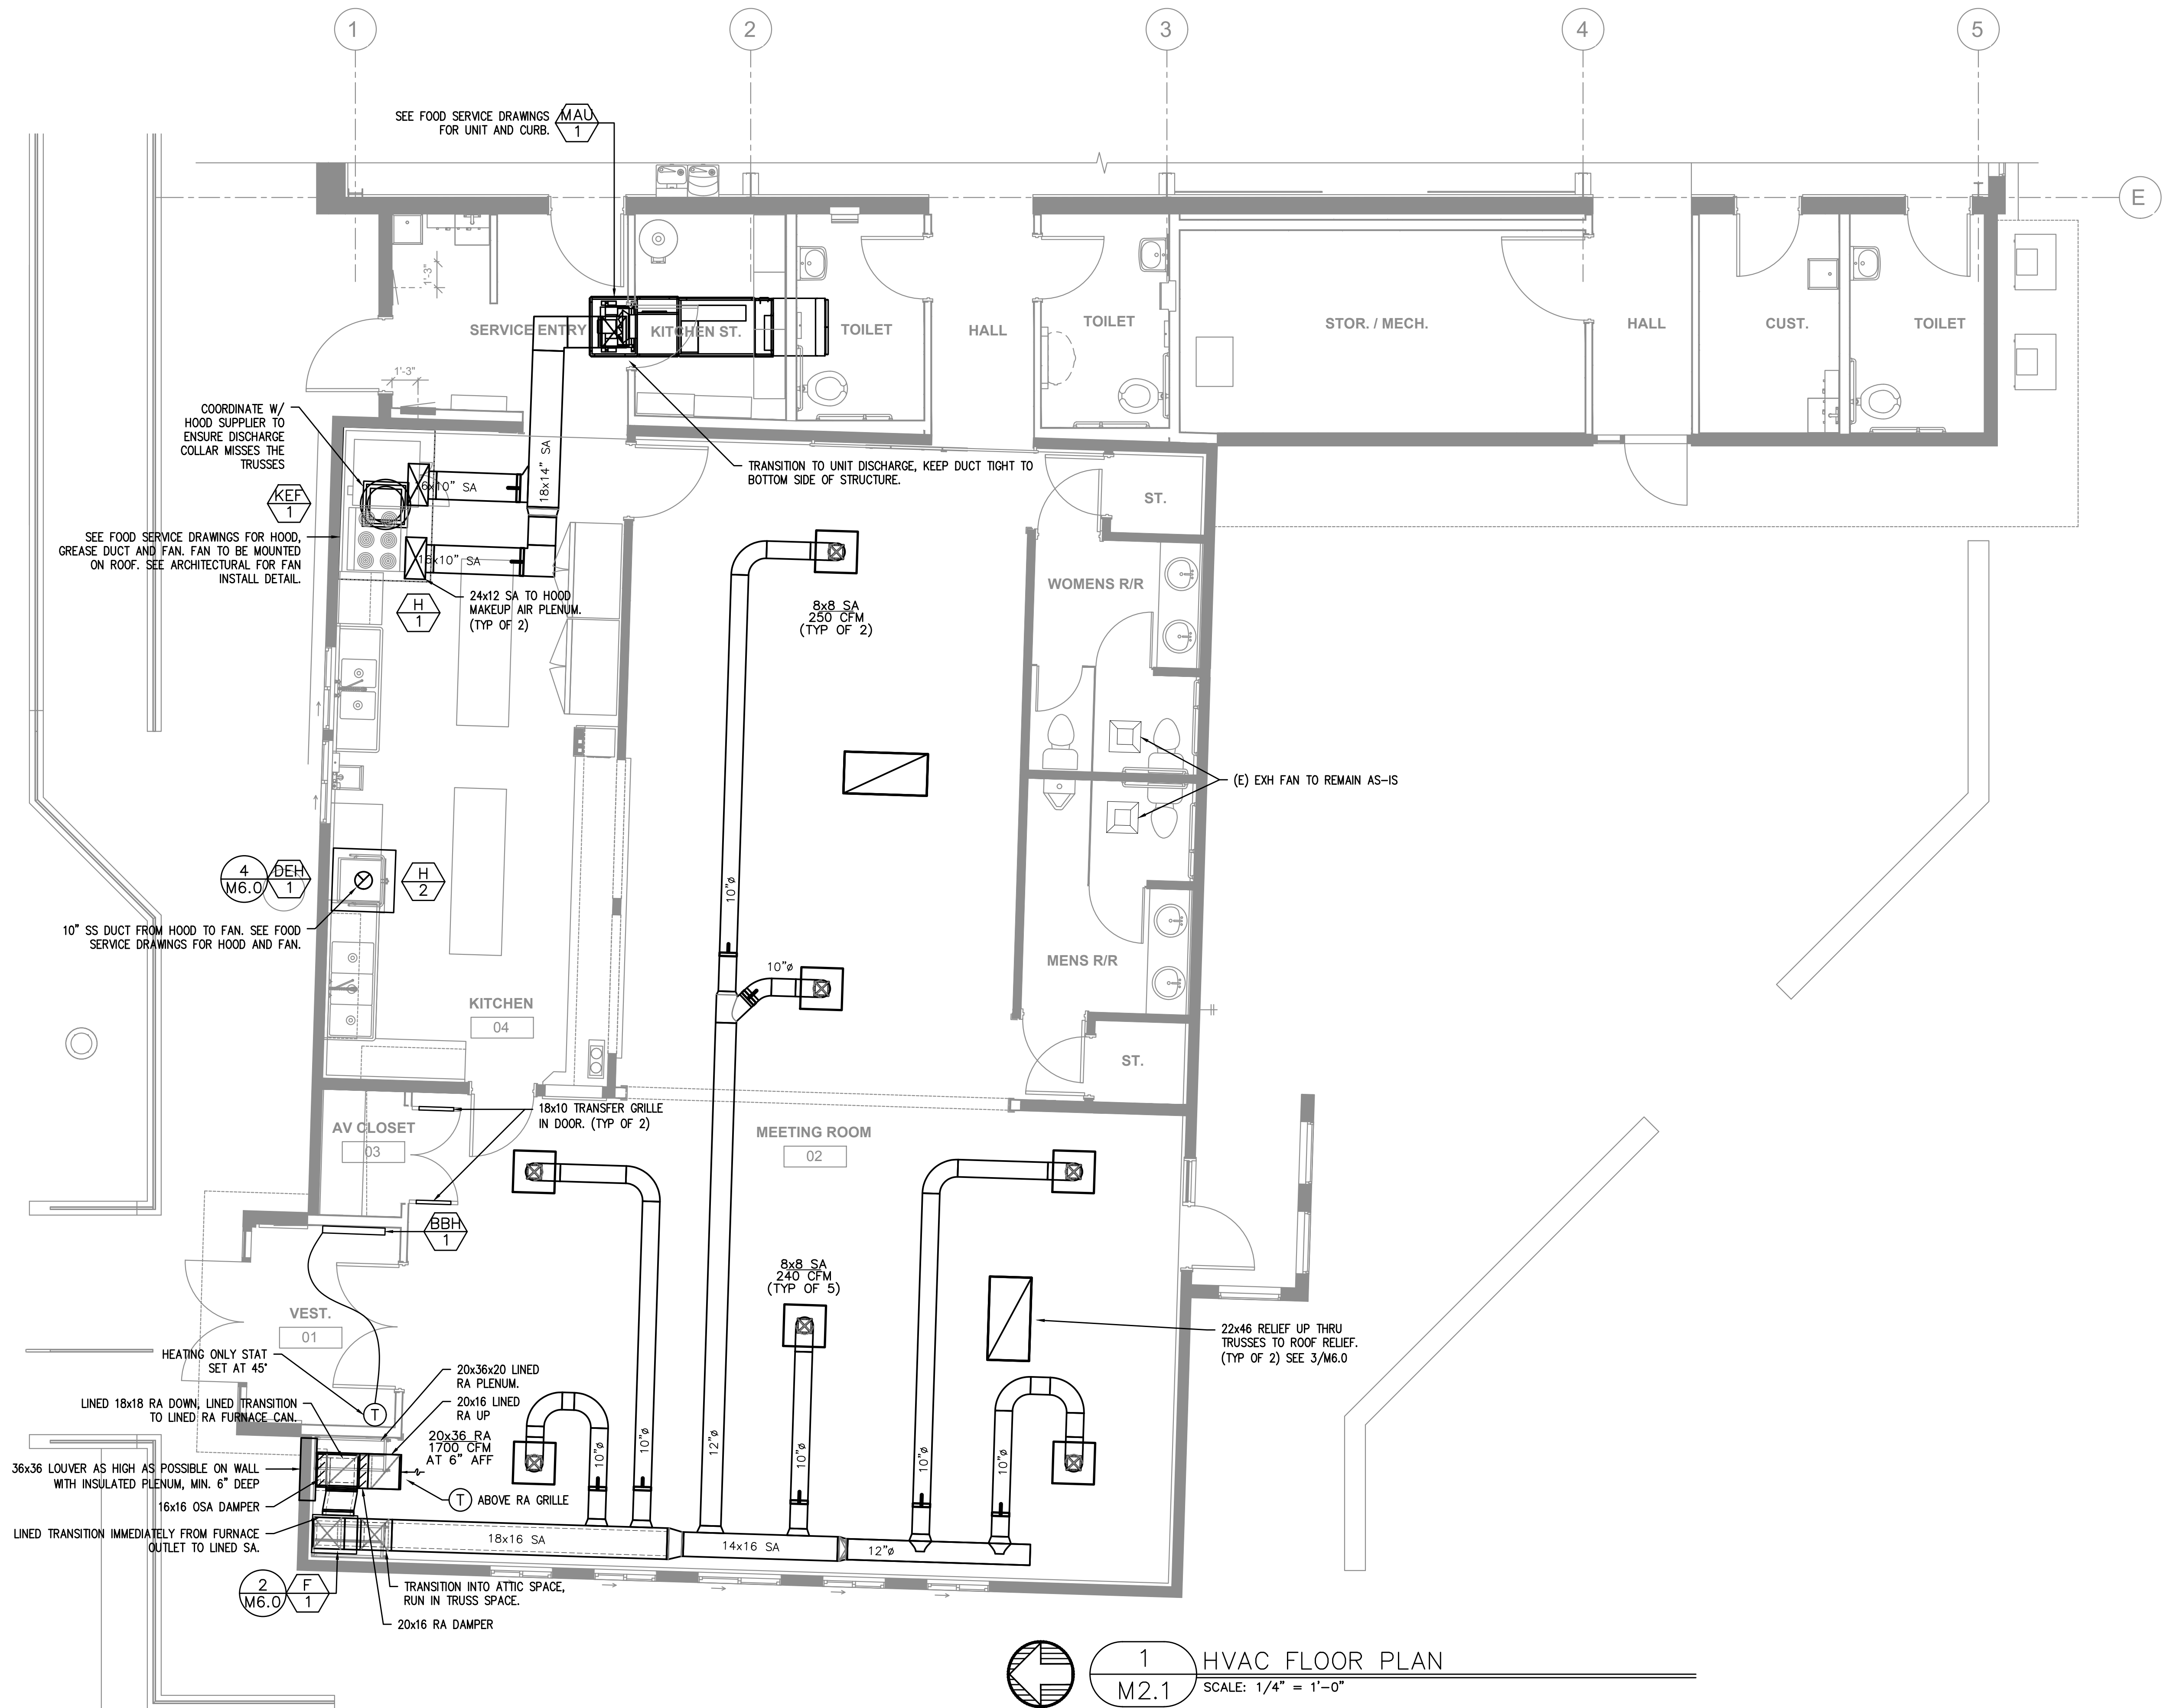 1
2
3
4
5
E
SEE FOOD SERVICE DRAWINGS
FOR UNIT AND CURB.
MAU
1
1'-3"
SERVICE ENTRY
KITCHEN ST.
TOILET
HALL
TOILET
STOR. / MECH.
HALL
CUST.
TOILET
1'-3"
COORDINATE W/
HOOD SUPPLIER TO
ENSURE DISCHARGE
COLLAR MISSES THE
TRUSSES
KEF
1
18x14" SA
16x10" SA
TRANSITION TO UNIT DISCHARGE, KEEP DUCT TIGHT TO
BOTTOM SIDE OF STRUCTURE.
ST.
SEE FOOD SERVICE DRAWINGS FOR HOOD,
GREASE DUCT AND FAN. FAN TO BE MOUNTED
ON ROOF. SEE ARCHITECTURAL FOR FAN
INSTALL DETAIL.
24x12 SA TO HOOD
MAKEUP AIR PLENUM.
(TYP OF 2)
H
1
8x8 SA
250 CFM
(TYP OF 2)
WOMENS R/R
(E) EXH FAN TO REMAIN AS-IS
4
M6.0
DEH
1
H
2
10"ø
10" SS DUCT FROM HOOD TO FAN. SEE FOOD
SERVICE DRAWINGS FOR HOOD AND FAN.
10"ø
MENS R/R
KITCHEN
04
ST.
18x10 TRANSFER GRILLE
IN DOOR. (TYP OF 2)
AV CLOSET
03
MEETING ROOM
02
BBH
1
8x8 SA
240 CFM
(TYP OF 5)
VEST.
01
22x46 RELIEF UP THRU
TRUSSES TO ROOF RELIEF.
(TYP OF 2) SEE 3/M6.0
HEATING ONLY STAT
SET AT 45°
T
20x36x20 LINED
RA PLENUM.
LINED 18x18 RA DOWN, LINED TRANSITION
TO LINED RA FURNACE CAN.
20x16 LINED
RA UP
20x36 RA
1700 CFM
AT 6" AFF
10"ø
10"ø
12"ø
10"ø
10"ø
10"ø
36x36 LOUVER AS HIGH AS POSSIBLE ON WALL
WITH INSULATED PLENUM, MIN. 6" DEEP
T
ABOVE RA GRILLE
16x16 OSA DAMPER
LINED TRANSITION IMMEDIATELY FROM FURNACE
OUTLET TO LINED SA.
18x16 SA
14x16 SA
12"ø
2
M6.0
F
1
TRANSITION INTO ATTIC SPACE,
RUN IN TRUSS SPACE.
20x16 RA DAMPER
1
M2.1
HVAC FLOOR PLAN
SCALE: 1/4" = 1'-0"